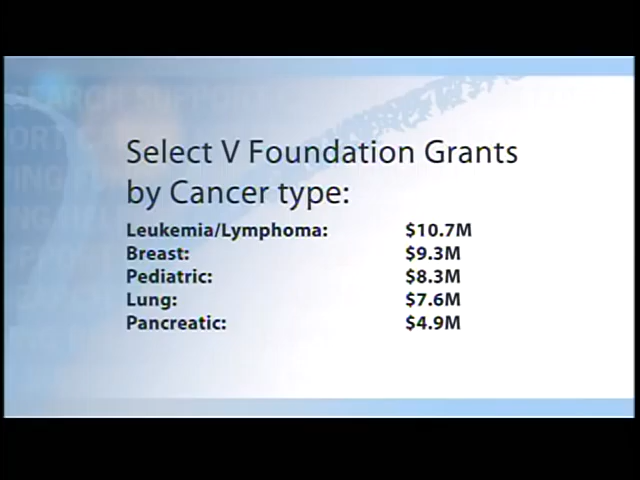 Select V Foundation Grants
by Cancer type:
Leukemia/Lymphoma: $10.7M
Breast: $9.3M
Pediatric: $8.3M
Lung: $7.6M
Pancreatic: $4.9M